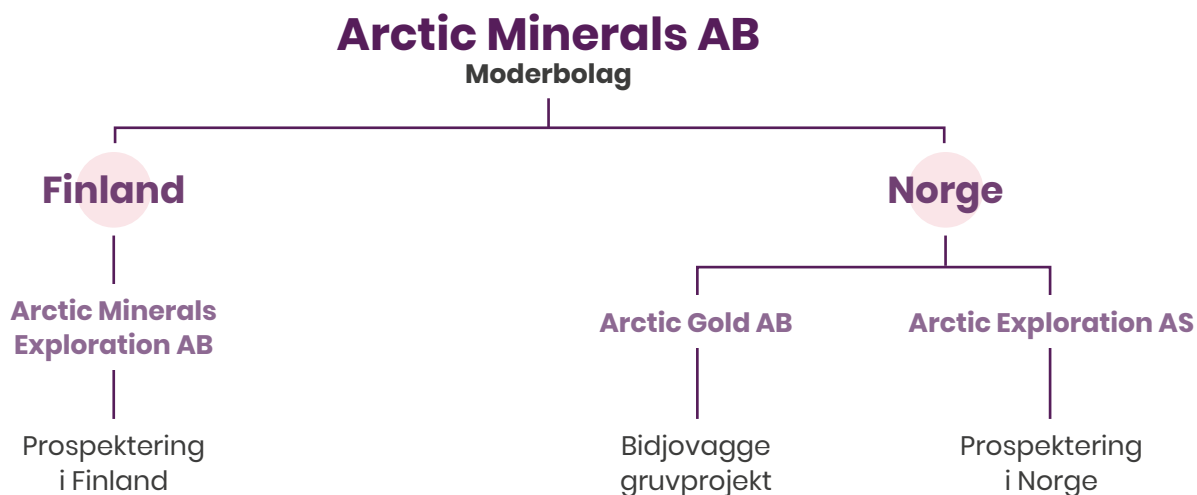 Arctic Minerals AB
Moderbolag
Finland
Norge
Arctic Minerals
Exploration AB
Arctic Gold AB
Arctic Exploration AS
Prospektering
i Finland
Bidjovagge
gruvprojekt
Prospektering
i Norge